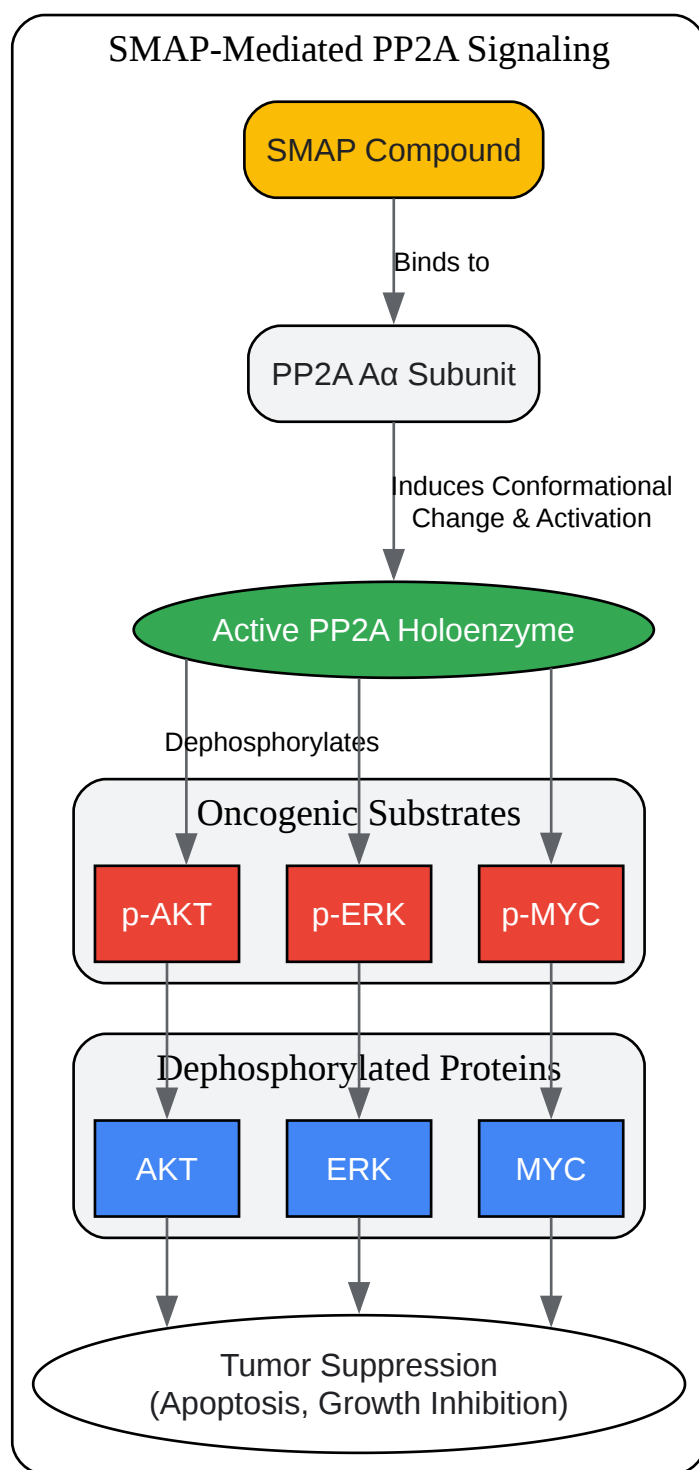 SMAP-Mediated PP2A Signaling
SMAP Compound
Binds to
PP2A Aα Subunit
Induces Conformational
Change & Activation
Active PP2A Holoenzyme
Dephosphorylates
Oncogenic Substrates
p-AKT
p-ERK
p-MYC
Dephosphorylated Proteins
AKT
ERK
MYC
Tumor Suppression
(Apoptosis, Growth Inhibition)